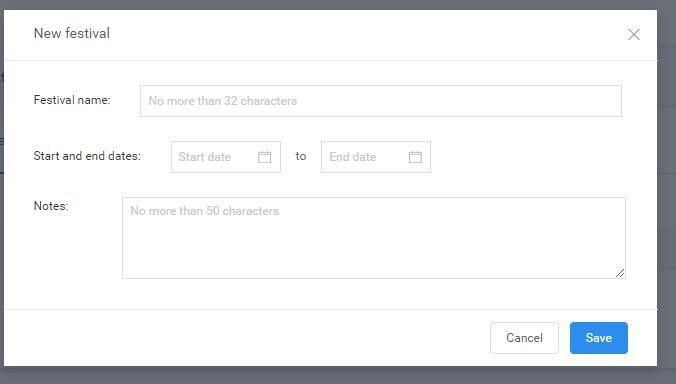 New festival
Festival name: No more than 32 characters
Start and end dates: Start date to End date
Notes: No more than 50 characters
Cancel Save